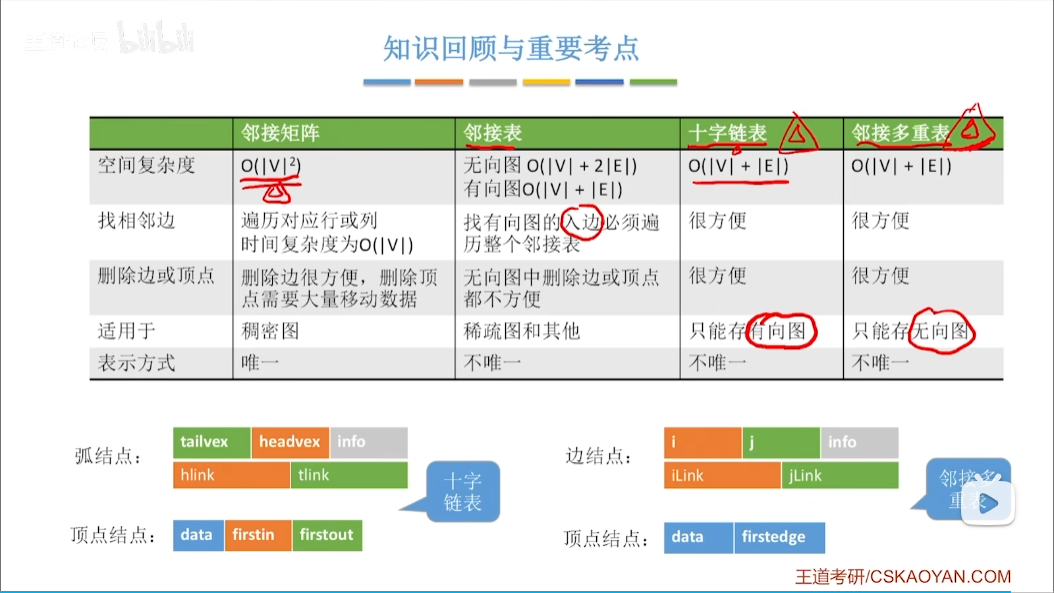 bilibili
知识回顾与重要考点
邻接矩阵 邻接表 十字链表 邻接多重表
空间复杂度 O(|V|²) 无向图 O(|V| + 2|E|) O(|V| + |E|) O(|V| + |E|)
有向图O(|V| + |E|)
找相邻边 遍历对应行或列 找有向图的入边必须遍 很方便 很方便
时间复杂度为O(|V|) 历整个邻接表
删除边或顶点 删除边很方便，删除顶 无向图中删除边或顶点 很方便 很方便
点需要大量移动数据 都不方便
适用于 稠密图 稀疏图和其他 只能存有向图 只能存无向图
表示方式 唯一 不唯一 不唯一 不唯一
弧结点： tailvex headvex info
hlink tlink
十字
链表
顶点结点： data firstin firstout
边结点： i j info
iLink jLink
邻接多
重表
顶点结点： data firstedge
王道考研/CSKAOYAN.COM